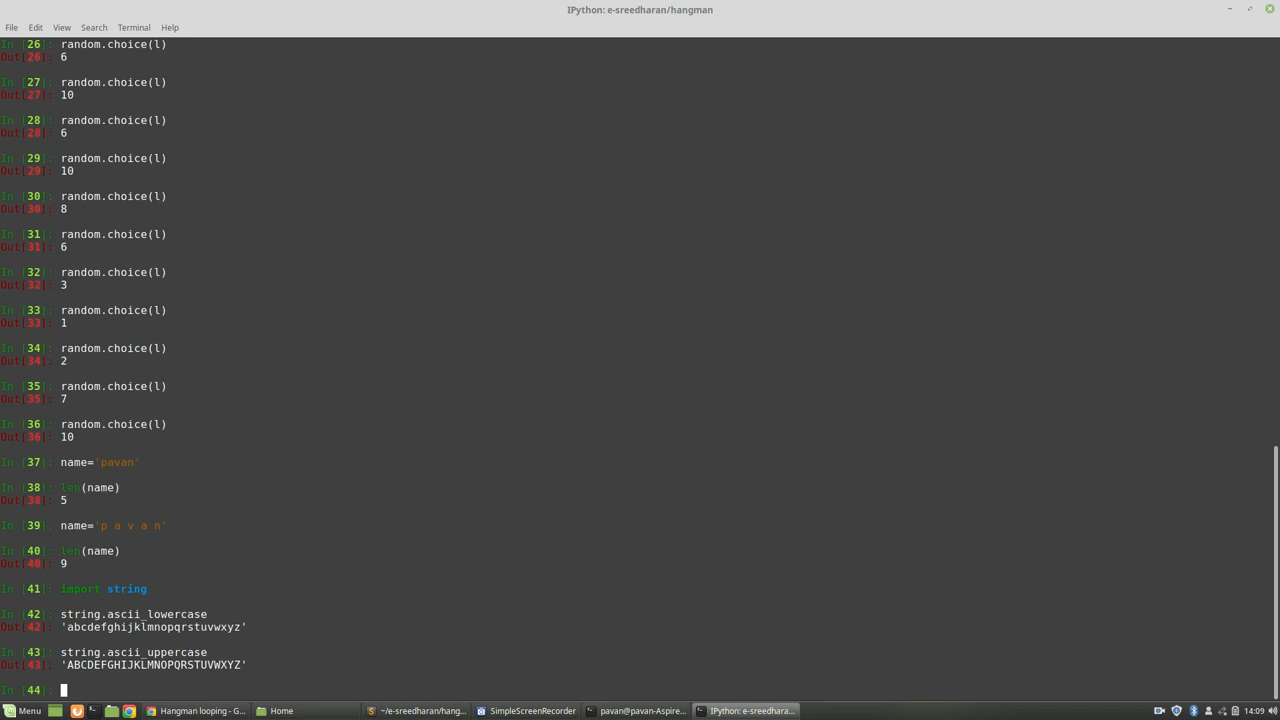 IPython: e-sreedharan/hangman
File Edit View Search Terminal Help
In [26]: random.choice(l)
Out[26]: 6
In [27]: random.choice(l)
Out[27]: 10
In [28]: random.choice(l)
Out[28]: 6
In [29]: random.choice(l)
Out[29]: 10
In [30]: random.choice(l)
Out[30]: 8
In [31]: random.choice(l)
Out[31]: 6
In [32]: random.choice(l)
Out[32]: 3
In [33]: random.choice(l)
Out[33]: 1
In [34]: random.choice(l)
Out[34]: 2
In [35]: random.choice(l)
Out[35]: 7
In [36]: random.choice(l)
Out[36]: 10
In [37]: name='pavan'
In [38]: len(name)
Out[38]: 5
In [39]: name='p a v a n'
In [40]: len(name)
Out[40]: 9
In [41]: import string
In [42]: string.ascii_lowercase
Out[42]: 'abcdefghijklmnopqrstuvwxyz'
In [43]: string.ascii_uppercase
Out[43]: 'ABCDEFGHIJKLMNOPQRSTUVWXYZ'
In [44]:
Menu Hangman looping - G... Home ~/e-sreedharan/hang... SimpleScreenRecorder pavan@pavan-Aspire... IPython: e-sreedhara... 14:09